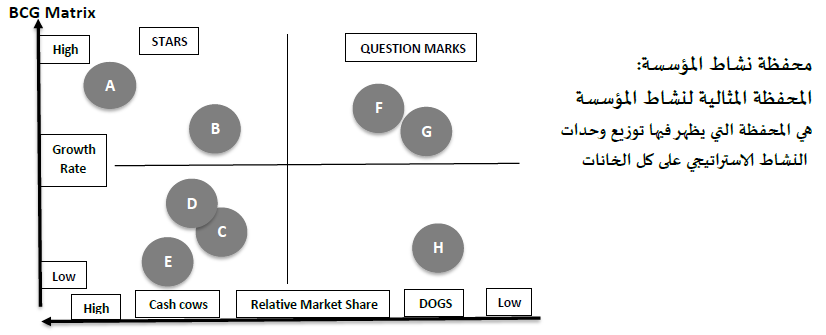 BCG Matrix
High
STARS
QUESTION MARKS
A
B
F
G
Growth
Rate
D
C
E
H
Low
High
Cash cows
Relative Market Share
DOGS
Low
محفظة نشاط المؤسسة:
المحفظة المثالية لنشاط المؤسسة
هي المحفظة التي يظهر فيها توزيع وحدات
النشاط الاستراتيجي على كل الخانات